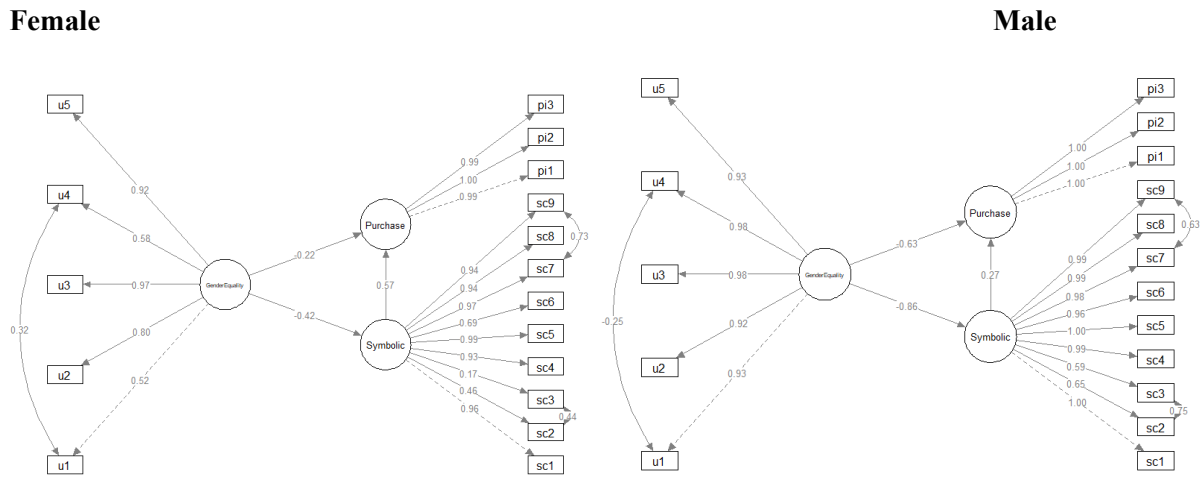 Female
u5
u4
u3
u2
u1
GenderEquality
Purchase
Symbolic
pi3
pi2
pi1
sc9
sc8
sc7
sc6
sc5
sc4
sc3
sc2
sc1
0.92
0.58
0.97
0.80
0.52
0.32
-0.22
-0.42
0.57
0.99
1.00
0.99
0.94
0.94
0.97
0.69
0.99
0.93
0.17
0.46
0.96
0.73
0.44
Male
u5
u4
u3
u2
u1
GenderEquality
Purchase
Symbolic
pi3
pi2
pi1
sc9
sc8
sc7
sc6
sc5
sc4
sc3
sc2
sc1
0.93
0.98
0.98
0.92
0.93
-0.25
-0.63
-0.86
0.27
1.00
1.00
1.00
0.99
0.99
0.98
0.96
1.00
0.99
0.59
0.65
1.00
0.63
0.75